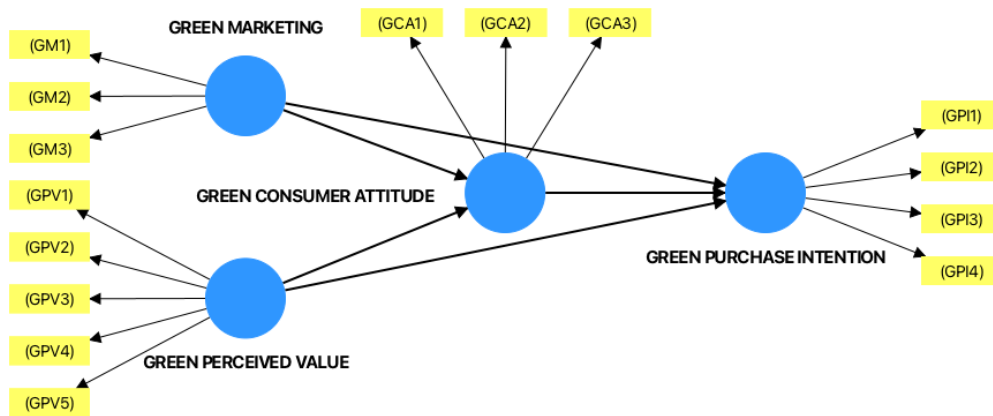 GREEN MARKETING
(GCA1)
(GCA2)
(GCA3)
(GM1)
(GM2)
(GM3)
(GPV1)
(GPV2)
(GPV3)
(GPV4)
(GPV5)
GREEN CONSUMER ATTITUDE
GREEN PERCEIVED VALUE
GREEN PURCHASE INTENTION
(GPI1)
(GPI2)
(GPI3)
(GPI4)